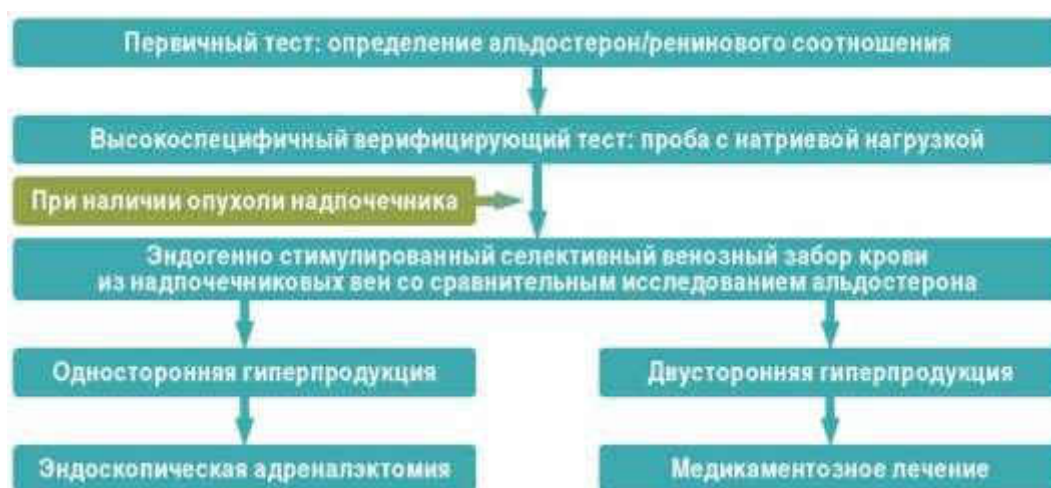 Первичный тест: определение альдостерон/ренинового соотношения
Высокоспецифичный верифицирующий тест: проба с натриевой нагрузкой
При наличии опухоли надпочечника
Эндогенно стимулированный селективный венозный забор крови
из надпочечниковых вен со сравнительным исследованием альдостерона
Односторонняя гиперпродукция
Двусторонняя гиперпродукция
Эндоскопическая адреналэктомия
Медикаментозное лечение